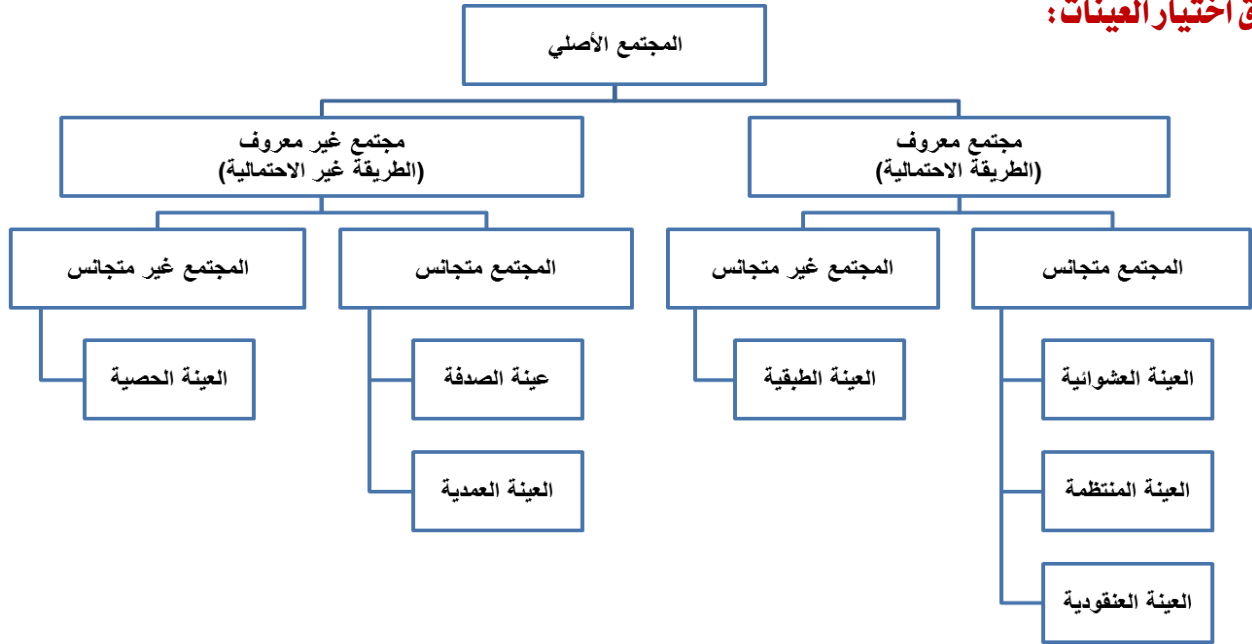 اختيار العينات:
المجتمع الأصلي
مجتمع معروف
(الطريقة الاحتمالية)
مجتمع غير معروف
(الطريقة غير الاحتمالية)
المجتمع متجانس
المجتمع غير متجانس
المجتمع متجانس
المجتمع غير متجانس
العينة العشوائية
العينة الطبقية
عينة الصدفة
العينة الحصية
العينة المنتظمة
العينة العمدية
العينة العنقودية